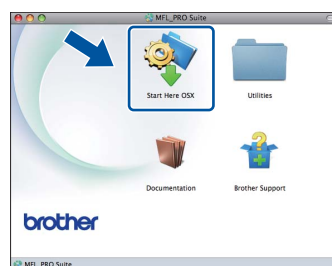 MFL_PRO Suite
Start Here OSX
Utilities
Documentation
Brother Support
brother
MFL_PRO Suite